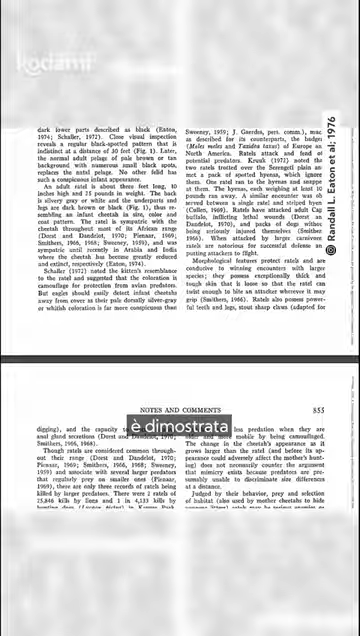 kodami
dark lower parts described as black (Eaton,
1974; Schaller, 1972). Close visual inspection
reveals a regular black-spotted pattern that is
indistinct at a distance of 30 feet (Fig. 1). Later,
the normal adult pelage of pale brown or tan
background with numerous small black spots,
replaces the natal pelage. No other felid has
such a conspicuous infant appearance.
An adult ratel is about three feet long, 10
inches high and 25 pounds in weight. The back
is silvery gray or white and the underparts and
legs are dark brown or black (Fig. 1), thus re-
sembling an infant cheetah in size, color and
coat pattern. The ratel is sympatric with the
cheetah throughout most of its African range
(Dorst and Dandelot, 1970; Pienaar, 1969;
Smithers, 1966, 1968; Sweeney, 1959), and was
sympatric until recently in Arabia and India
where the cheetah has become greatly reduced
and extinct, respectively (Eaton, 1974).
Schaller (1972) noted the kitten's resemblance
to the ratel and suggested that the coloration is
camouflage for protection from avian predators.
But eagles should easily detect infant cheetahs
away from cover as their pale dorsally silver-gray
or whitish coloration is far more conspicuous than
Sweeney, 1959; J. Gaerdes, pers. comm.), much
as described for its counterparts, the badger
(Meles meles and Taxidea taxus) of Europe and
North America. Ratels attack and fend off
potential predators. Kruuk (1972) noted the
two ratels trotted over the Serengeti plain and
met a pack of spotted hyenas, which ignored
them. One ratel ran to the hyenas and snapped
at them. The hyenas, each weighing at least 10
pounds ran away. A similar encounter was ob-
served between a single ratel and striped hyena
(Cullen, 1969). Ratels have attacked adult Cape
buffalo, inflicting lethal wounds (Dorst and
Dandelot, 1970), and packs of dogs without
being seriously injured themselves (Smithers
1966). When attacked by larger carnivores
ratels are notorious for successful defense and
putting attackers to flight.
Morphological features protect ratels and are
conducive to winning encounters with larger
species; they possess exceptionally thick and
tough skin that is loose so that the ratel can
twist enough to bite an attacker wherever it may
grip (Smithers, 1966). Ratels also possess power-
ful teeth and legs, stout sharp claws (adapted for
Randall L. Eaton et al; 1976
NOTES AND COMMENTS 855
è dimostrata
digging), and the capacity to
anal gland secretions (Dorst and Dandelot, 1970;
Smithers, 1966, 1968).
Though ratels are considered common through-
out their range (Dorst and Dandelot, 1970;
Pienaar, 1969; Smithers, 1966, 1968; Sweeney,
1959) and associate with several larger predators
that regularly prey on smaller ones (Pienaar,
1969), there are only three records of ratels being
killed by larger predators. There were 2 ratels of
25,846 kills by lions and 1 in 4,133 kills by
less predation when they are
mobile by being camouflaged.
The change in the cheetah's appearance as it
grows larger than the ratel (and before its ap-
pearance could adversely affect the mother's hunt-
ing) does not necessarily counter the argument
that mimicry exists because predators are pre-
sumably unable to discriminate size differences
at a distance.
Judged by their behavior, prey and selection
of habitat (also used by mother cheetahs to hide